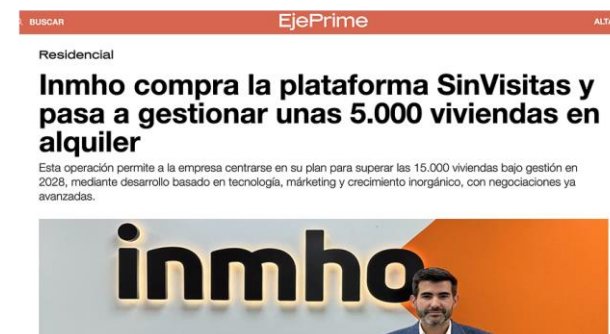 BUSCAR
EjePrime
ALTA
Residencial
Inmho compra la plataforma SinVisitas y
pasa a gestionar unas 5.000 viviendas en
alquiler
Esta operación permite a la empresa centrarse en su plan para superar las 15.000 viviendas bajo gestión en
2028, mediante desarrollo basado en tecnología, márketing y crecimiento inorgánico, con negociaciones ya
avanzadas.
inmho